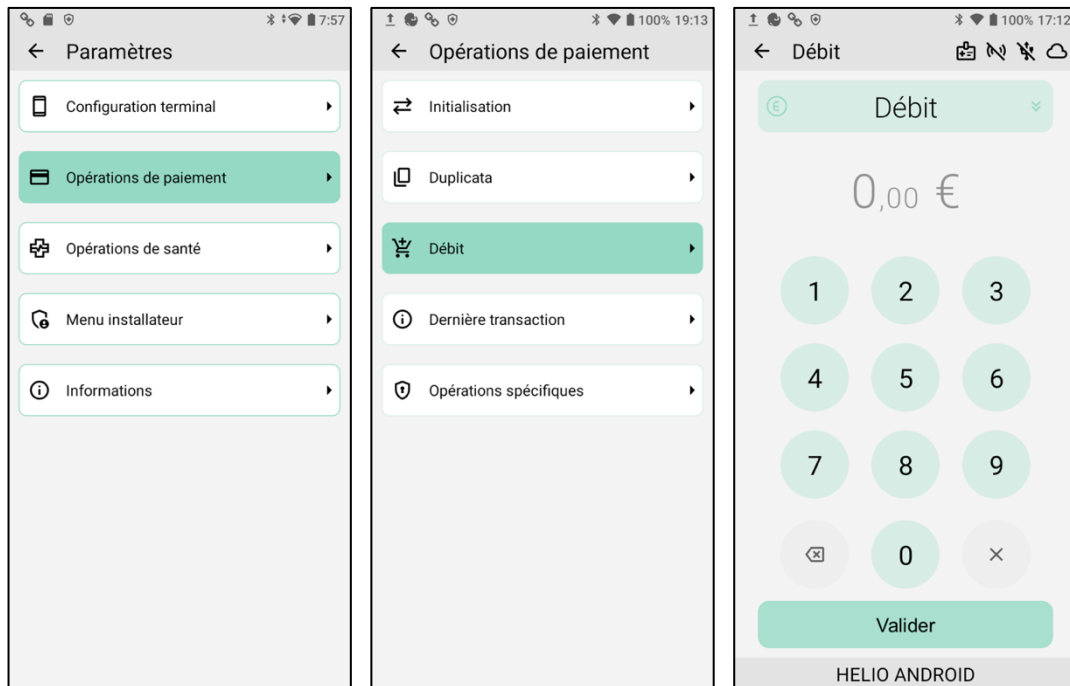 7:57
Paramètres
Configuration terminal
Opérations de paiement
Opérations de santé
Menu installateur
Informations
100% 19:13
Opérations de paiement
Initialisation
Duplicata
Débit
Dernière transaction
Opérations spécifiques
100% 17:12
Débit
Débit
0,00 €
1 2 3
4 5 6
7 8 9
0
Valider
HELIO ANDROID